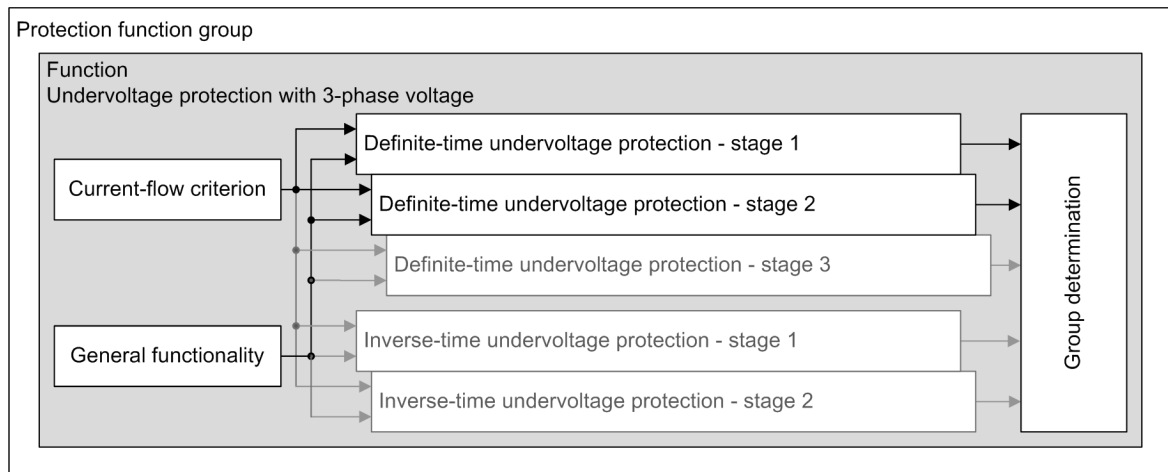 Protection function group
Function
Undervoltage protection with 3-phase voltage
Definite-time undervoltage protection - stage 1
Current-flow criterion
Definite-time undervoltage protection - stage 2
Definite-time undervoltage protection - stage 3
Inverse-time undervoltage protection - stage 1
General functionality
Inverse-time undervoltage protection - stage 2
Group determination